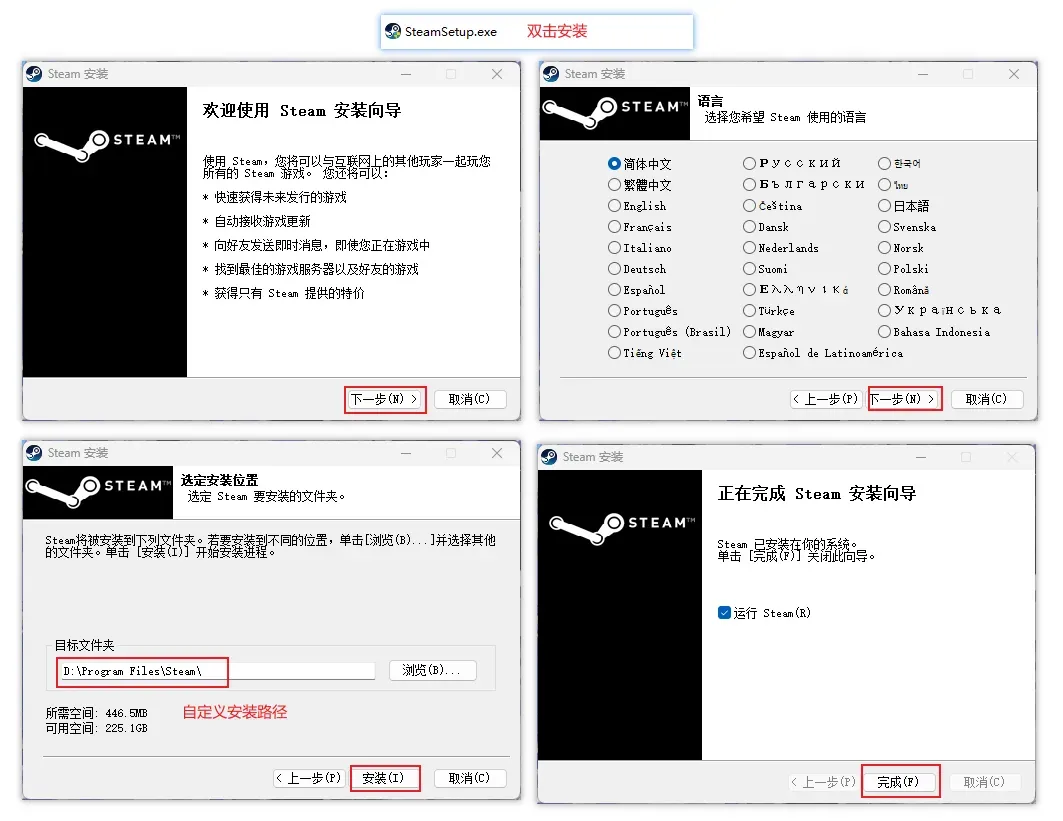 SteamSetup.exe 双击安装
Steam 安装
STEAM™
欢迎使用 Steam 安装向导
使用 Steam，您将可以与互联网上的其他玩家一起玩您
所有的 Steam 游戏。 您还将可以：
* 快速获得未来发行的游戏
* 自动接收游戏更新
* 向好友发送即时消息，即使您正在游戏中
* 找到最佳的游戏服务器以及好友的游戏
* 获得只有 Steam 提供的特价
下一步(N) > 取消(C)
Steam 安装
STEAM™
语言
选择您希望 Steam 使用的语言
简体中文 Русский 한국어
繁體中文 Български ไทย
English Čeština 日本語
Français Dansk Svenska
Italiano Nederlands Norsk
Deutsch Suomi Polski
Español Ελληνικά Română
Português Türkçe Українська
Português (Brasil) Magyar Bahasa Indonesia
Tiếng Việt Español de Latinoamérica
< 上一步(P) 下一步(N) > 取消(C)
Steam 安装
STEAM™
选定安装位置
选定 Steam 要安装的文件夹。
Steam将被安装到下列文件夹。若要安装到不同的位置，单击[浏览(B)...]并选择其他
的文件夹。单击 [安装(I)] 开始安装进程。
目标文件夹
D:\Program Files\Steam\ 浏览(B)...
所需空间: 446.5MB 自定义安装路径
可用空间: 225.1GB
< 上一步(P) 安装(I) 取消(C)
Steam 安装
STEAM™
正在完成 Steam 安装向导
Steam 已安装在你的系统。
单击 [完成(F)] 关闭此向导。
运行 Steam(R)
< 上一步(P) 完成(F) 取消(C)